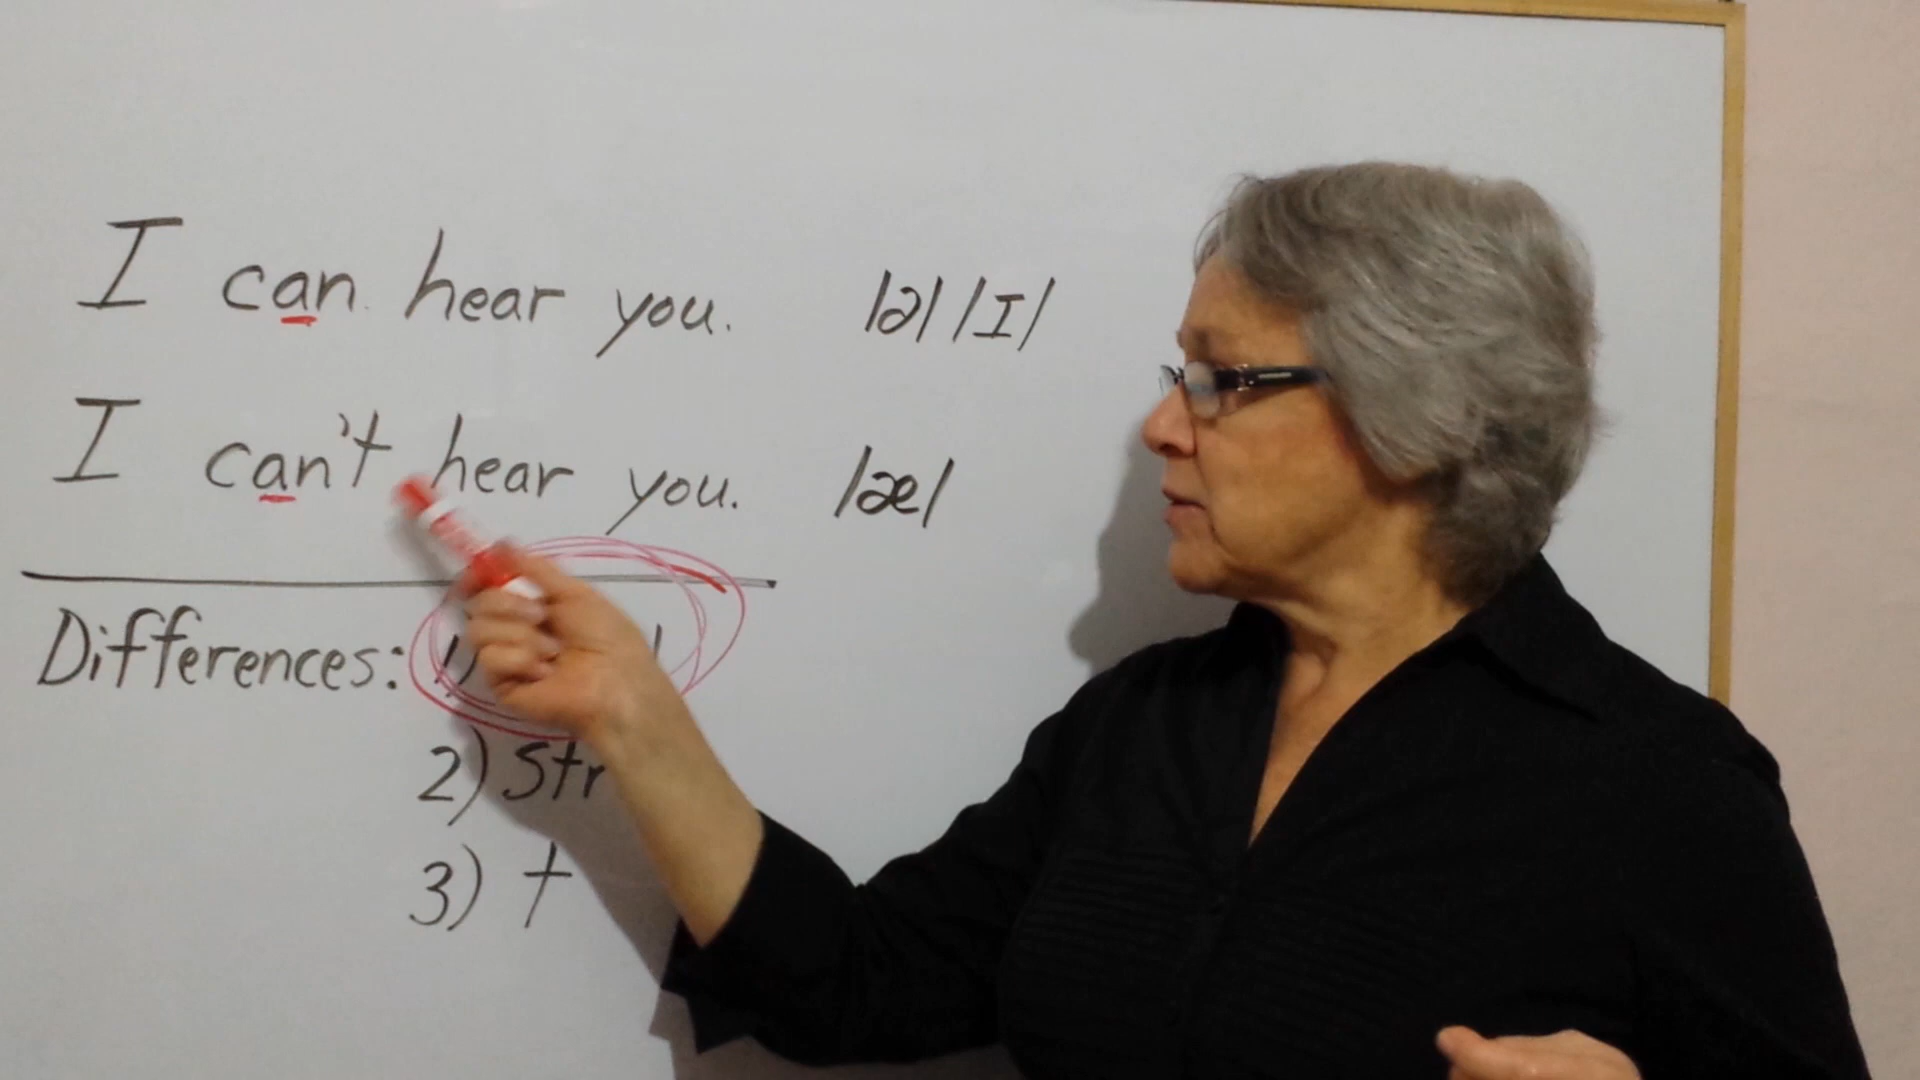 I can hear you. /ə/ /ɪ/
I can't hear you. /æ/
Differences: 1)
2) Str
3) t